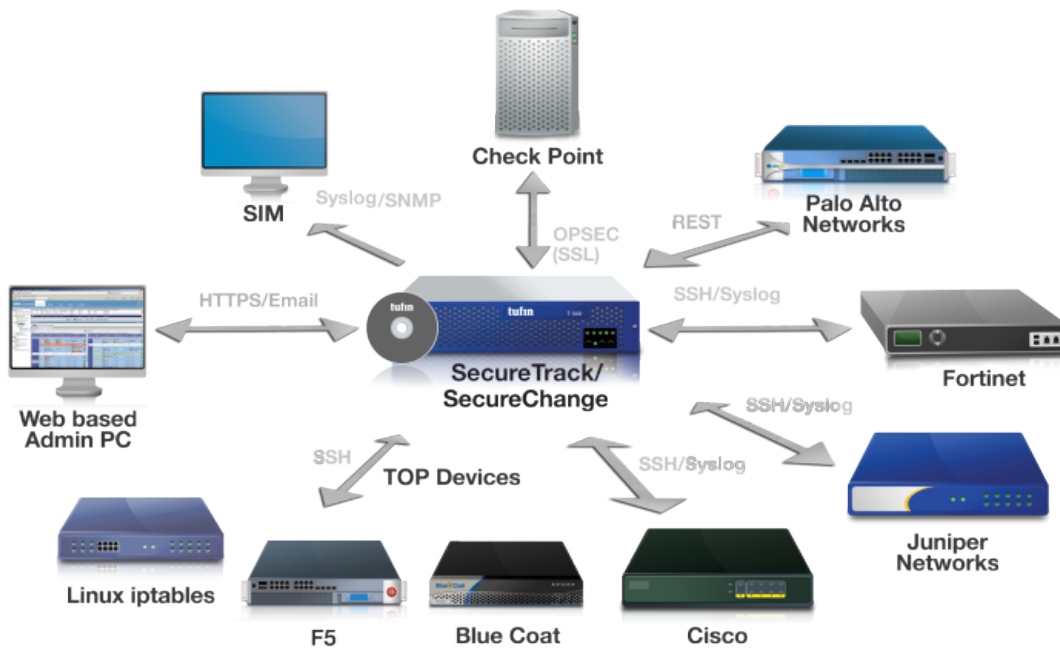 Check Point
SIM
Syslog/SNMP
OPSEC
(SSL)
REST
Palo Alto
Networks
HTTPS/Email
tufin
tufin
SSH/Syslog
SecureTrack/
SecureChange
Fortinet
Web based
Admin PC
SSH/Syslog
SSH
TOP Devices
SSH/Syslog
Juniper
Networks
Linux iptables
Blue Coat
F5
Blue Coat
Cisco